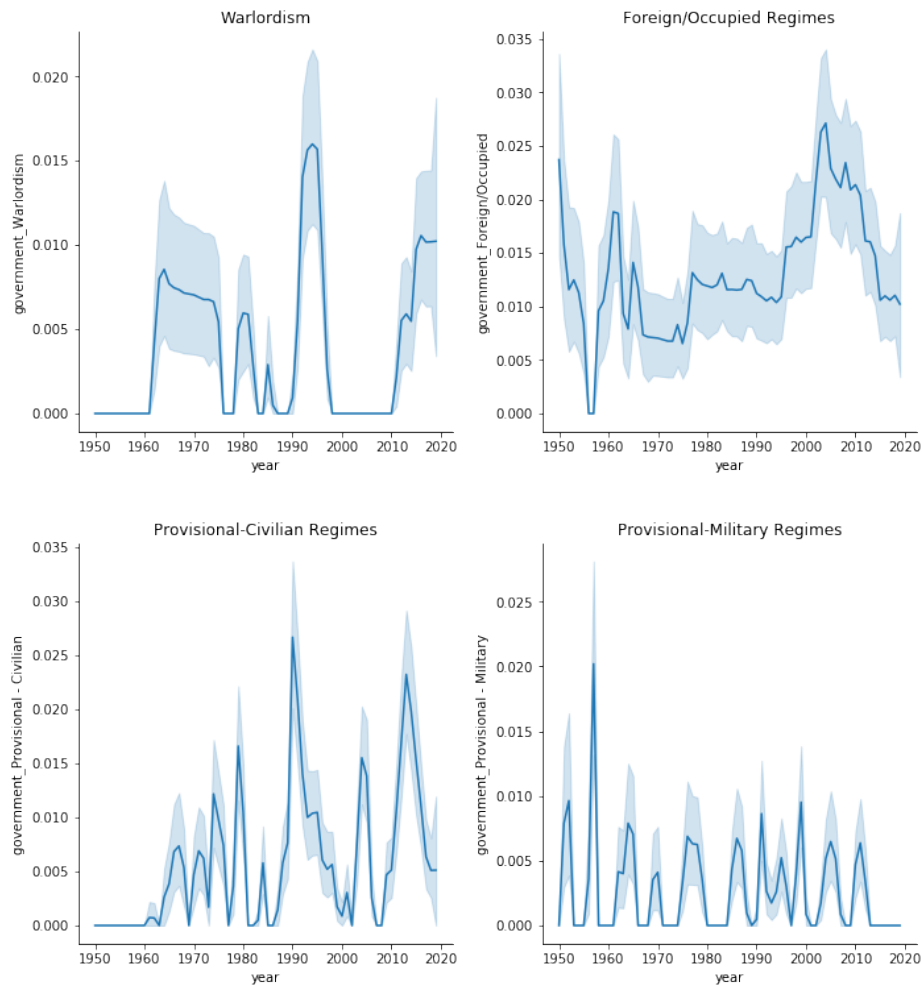 Warlordism
government_Warlordism
0.020
0.015
0.010
0.005
0.000
1950 1960 1970 1980 1990 2000 2010 2020
year
Foreign/Occupied Regimes
government_Foreign/Occupied
0.035
0.030
0.025
0.020
0.015
0.010
0.005
0.000
1950 1960 1970 1980 1990 2000 2010 2020
year
Provisional-Civilian Regimes
government_Provisional - Civilian
0.035
0.030
0.025
0.020
0.015
0.010
0.005
0.000
1950 1960 1970 1980 1990 2000 2010 2020
year
Provisional-Military Regimes
government_Provisional - Military
0.025
0.020
0.015
0.010
0.005
0.000
1950 1960 1970 1980 1990 2000 2010 2020
year